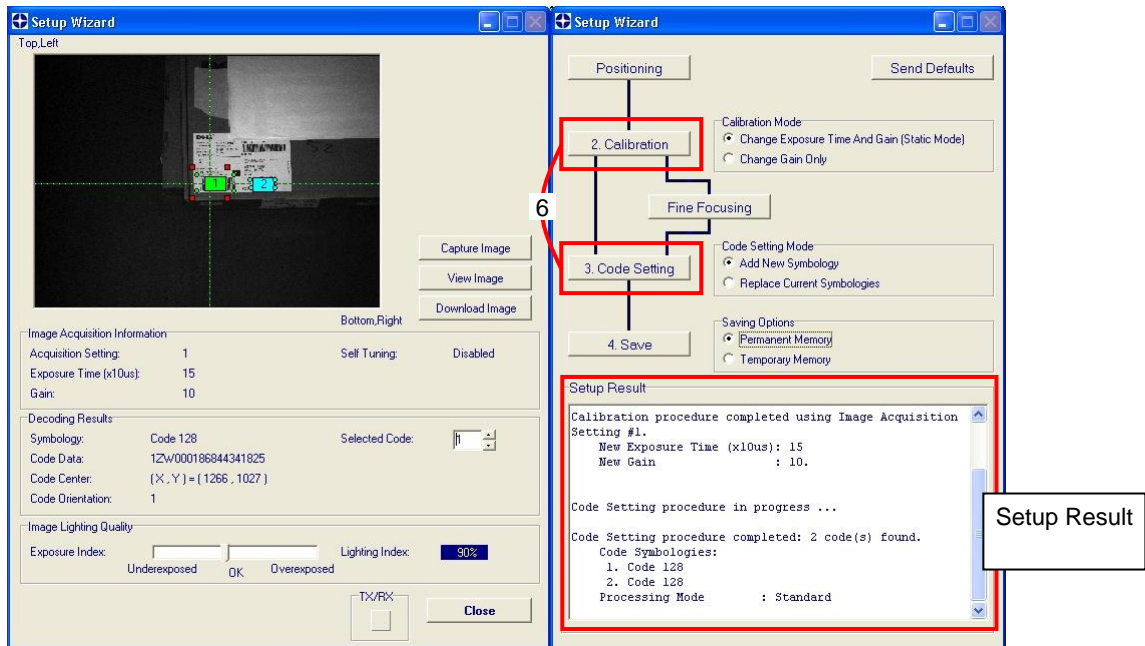 Setup Wizard
Top,Left
1
2
Capture Image
View Image
Download Image
Bottom,Right
Image Acquisition Information
Acquisition Setting: 1 Self Tuning: Disabled
Exposure Time (x10us): 15
Gain: 10
Decoding Results
Symbology: Code 128 Selected Code: 1
Code Data: 1ZW000186844341825
Code Center: ( X , Y ) = ( 1266 , 1027 )
Code Orientation: 1
Image Lighting Quality
Exposure Index: Lighting Index: 90%
Underexposed OK Overexposed
TX/RX
Close
Setup Wizard
Positioning
Send Defaults
Calibration Mode
2. Calibration
Change Exposure Time And Gain (Static Mode)
Change Gain Only
6
Fine Focusing
Code Setting Mode
3. Code Setting
Add New Symbology
Replace Current Symbologies
Saving Options
4. Save
Permanent Memory
Temporary Memory
Setup Result
Calibration procedure completed using Image Acquisition
Setting #1.
New Exposure Time (x10us): 15
New Gain : 10.
Code Setting procedure in progress ...
Code Setting procedure completed: 2 code(s) found.
Code Symbologies:
1. Code 128
2. Code 128
Processing Mode : Standard
Setup Result